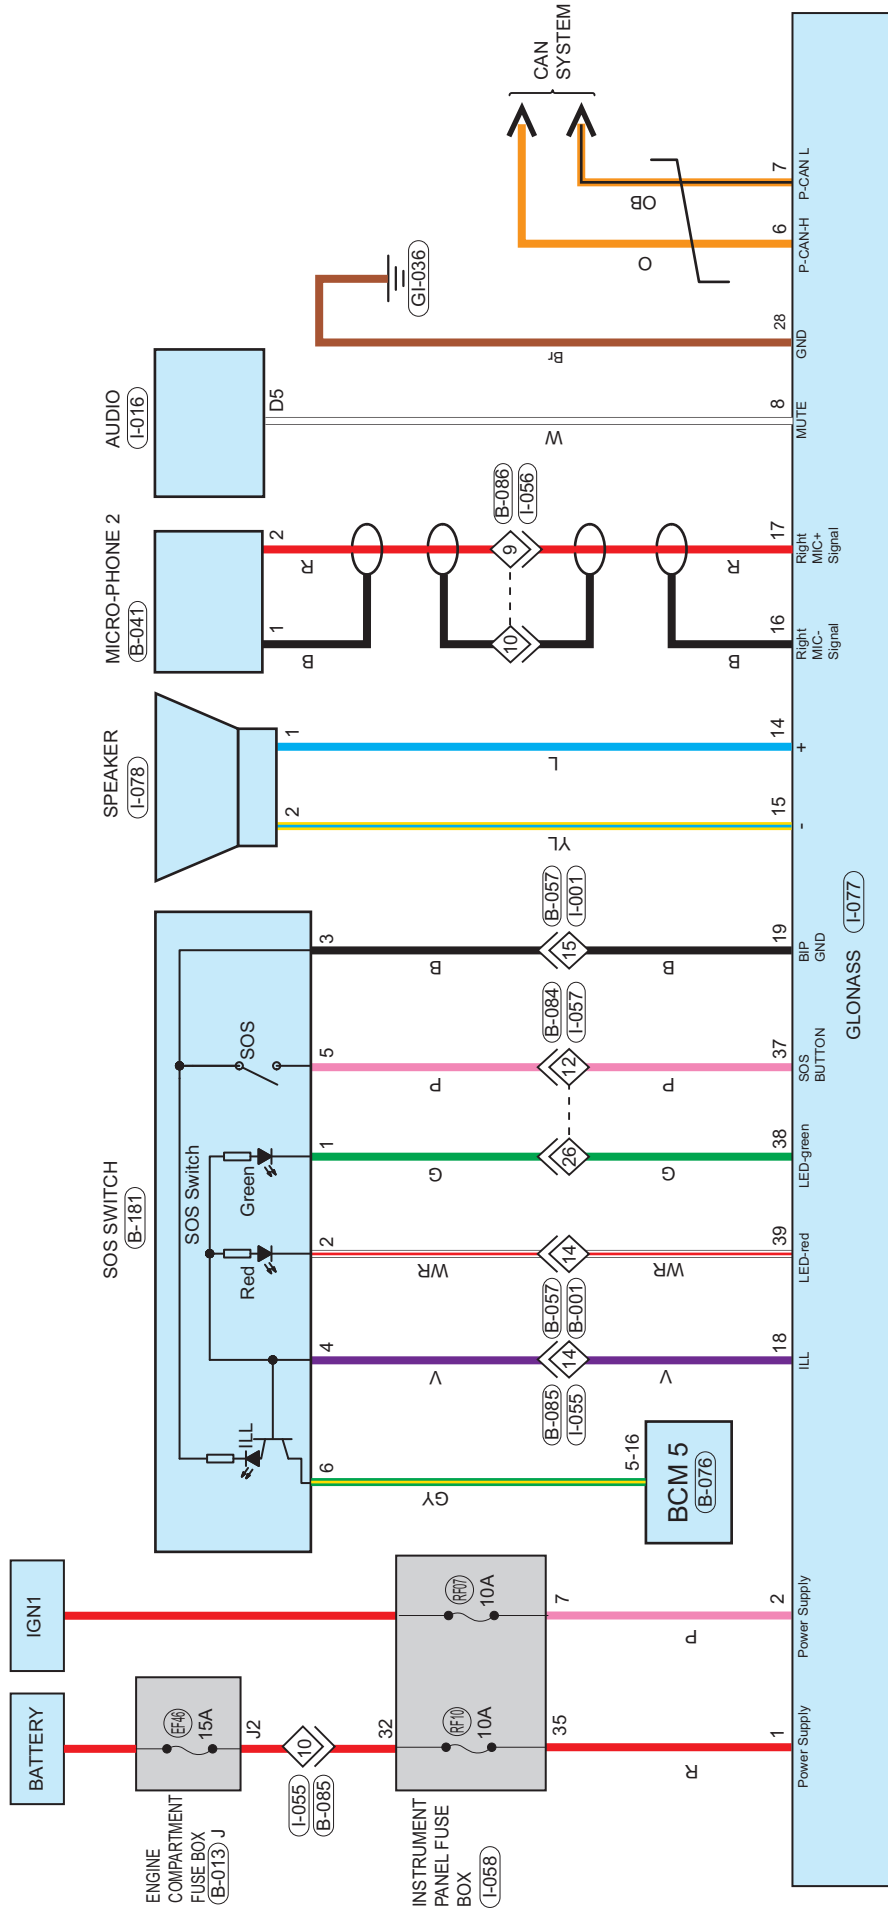 BATTERY
IGN1
ENGINE
COMPARTMENT
FUSE BOX
B-013 J
EF46
15A
J2
10
I-055
B-085
32
INSTRUMENT
PANEL FUSE
BOX
I-058
RF10
10A
RF07
10A
35
7
R
P
1
2
Power Supply
Power Supply
SOS SWITCH
B-181
SOS Switch
ILL
Red
Green
SOS
6
4
2
1
5
3
GY
5-16
BCM 5
B-076
V
WR
G
P
B
14
B-085
I-055
14
B-057
B-001
26
12
B-084
I-057
15
B-057
I-001
V
WR
G
P
B
18
39
38
37
19
ILL
LED-red
LED-green
SOS
BUTTON
BIP
GND
SPEAKER
I-078
2
1
YL
L
15
14
-
+
MICRO-PHONE 2
B-041
1
2
B
R
10
9
B-086
I-056
B
R
16
17
Right
MIC-
Signal
Right
MIC+
Signal
AUDIO
I-016
D5
W
8
MUTE
GI-036
Br
28
GND
CAN
SYSTEM
O
OB
6
7
P-CAN-H
P-CAN L
GLONASS
I-077